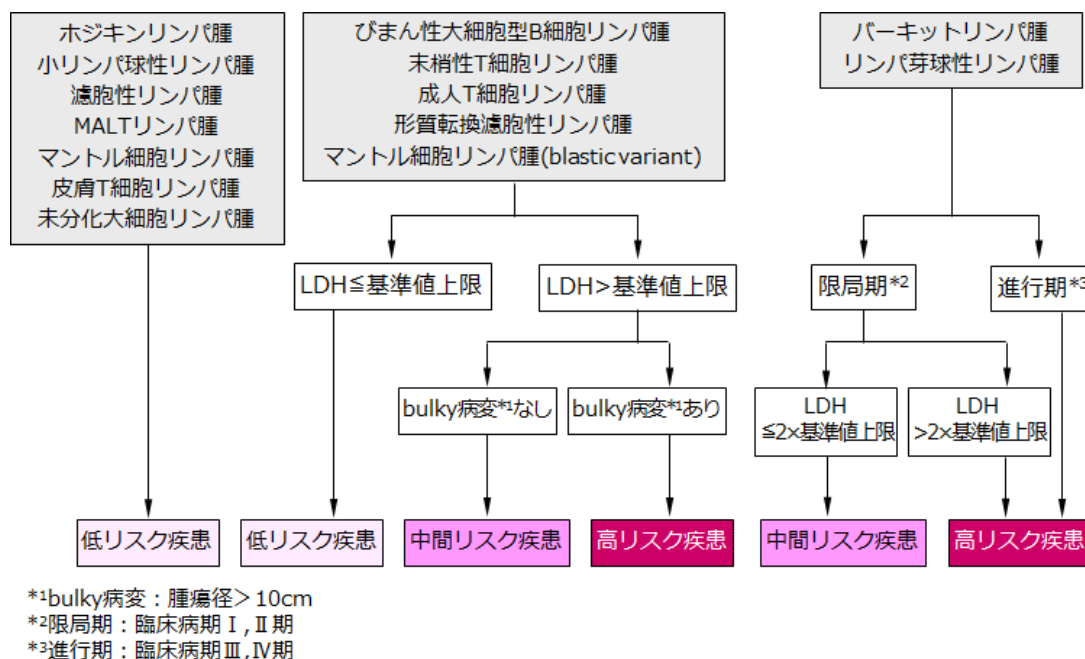 ホジキンリンパ腫
小リンパ球性リンパ腫
濾胞性リンパ腫
MALTリンパ腫
マントル細胞リンパ腫
皮膚T細胞リンパ腫
未分化大細胞リンパ腫
びまん性大細胞型B細胞リンパ腫
末梢性T細胞リンパ腫
成人T細胞リンパ腫
形質転換濾胞性リンパ腫
マントル細胞リンパ腫(blastic variant)
バーキットリンパ腫
リンパ芽球性リンパ腫
LDH≦基準値上限
LDH>基準値上限
限局期*2
進行期*3
bulky病変*1なし
bulky病変*1あり
LDH
≦2×基準値上限
LDH
>2×基準値上限
低リスク疾患
低リスク疾患
中間リスク疾患
高リスク疾患
中間リスク疾患
高リスク疾患
*1bulky病変：腫瘍径＞10cm
*2限局期：臨床病期Ⅰ,Ⅱ期
*3進行期：臨床病期Ⅲ,Ⅳ期